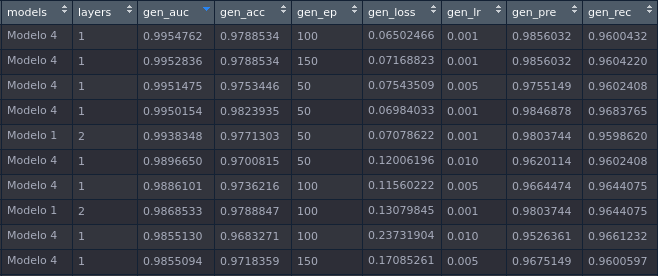 models layers gen_auc gen_acc gen_ep gen_loss gen_lr gen_pre gen_rec
Modelo 4 1 0.9954762 0.9788534 100 0.06502466 0.001 0.9856032 0.9600432
Modelo 4 1 0.9952836 0.9788534 150 0.07168823 0.001 0.9856032 0.9604220
Modelo 4 1 0.9951475 0.9753446 50 0.07543509 0.005 0.9755149 0.9602408
Modelo 4 1 0.9950154 0.9823935 50 0.06984033 0.001 0.9846878 0.9683765
Modelo 1 2 0.9938348 0.9771303 50 0.07078622 0.001 0.9803744 0.9598620
Modelo 4 1 0.9896650 0.9700815 50 0.12006196 0.010 0.9620114 0.9602408
Modelo 4 1 0.9886101 0.9736216 100 0.11560222 0.005 0.9664474 0.9644075
Modelo 1 2 0.9868533 0.9788847 100 0.13079845 0.001 0.9803744 0.9644075
Modelo 4 1 0.9855130 0.9683271 100 0.23731904 0.010 0.9526361 0.9661232
Modelo 4 1 0.9855094 0.9718359 150 0.17085261 0.005 0.9675149 0.9600597